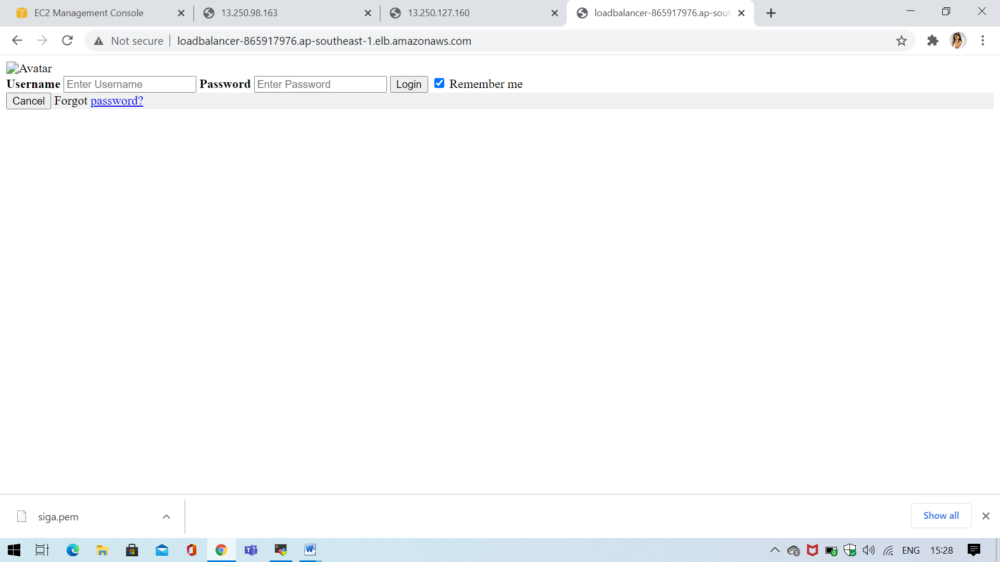 EC2 Management Console
13.250.98.163
13.250.127.160
loadbalancer-865917976.ap-sout
Not secure
loadbalancer-865917976.ap-southeast-1.elb.amazonaws.com
Avatar
Username Enter Username Password Enter Password Login Remember me
Cancel Forgot password?
siga.pem
Show all
ENG 15:28